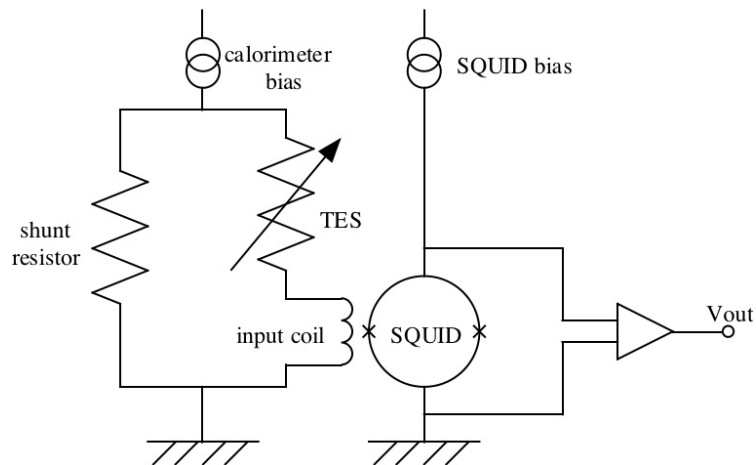 calorimeter
bias
SQUID bias
shunt
resistor
TES
input coil
SQUID
Vout